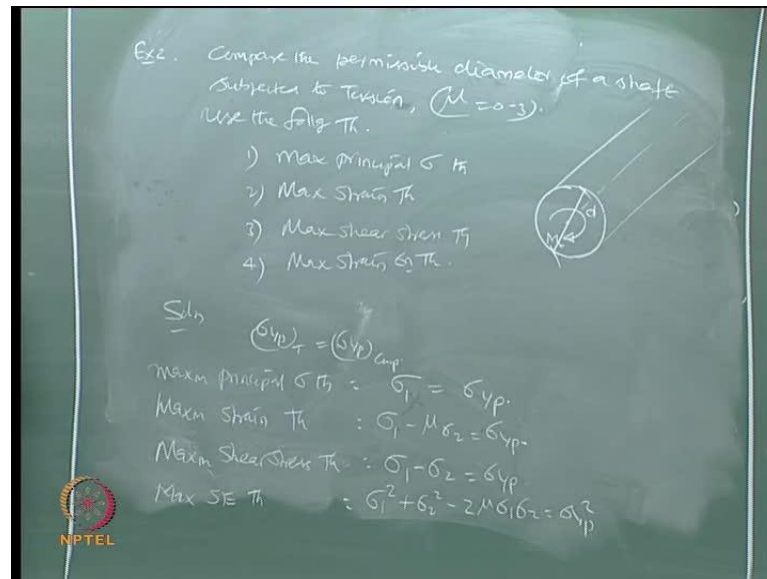 Ex2. Compare the permissible diameter of a shaft
subjected to Torsion, (μ = 0.3).
Use the follg Th.
1) Max principal σ th
2) Max Strain Th
3) Max shear stress Th
4) Max Strain En Th.
d
Mt
Soln
(σyp)T = (σyp)Comp.
Maxm principal σ th : σ1 = σyp.
Maxm Strain Th : σ1 - μσ2 = σyp.
Maxm Shear Stress Th : σ1 - σ2 = σyp.
Max SE Th : σ1² + σ2² - 2μσ1σ2 = σyp²
NPTEL